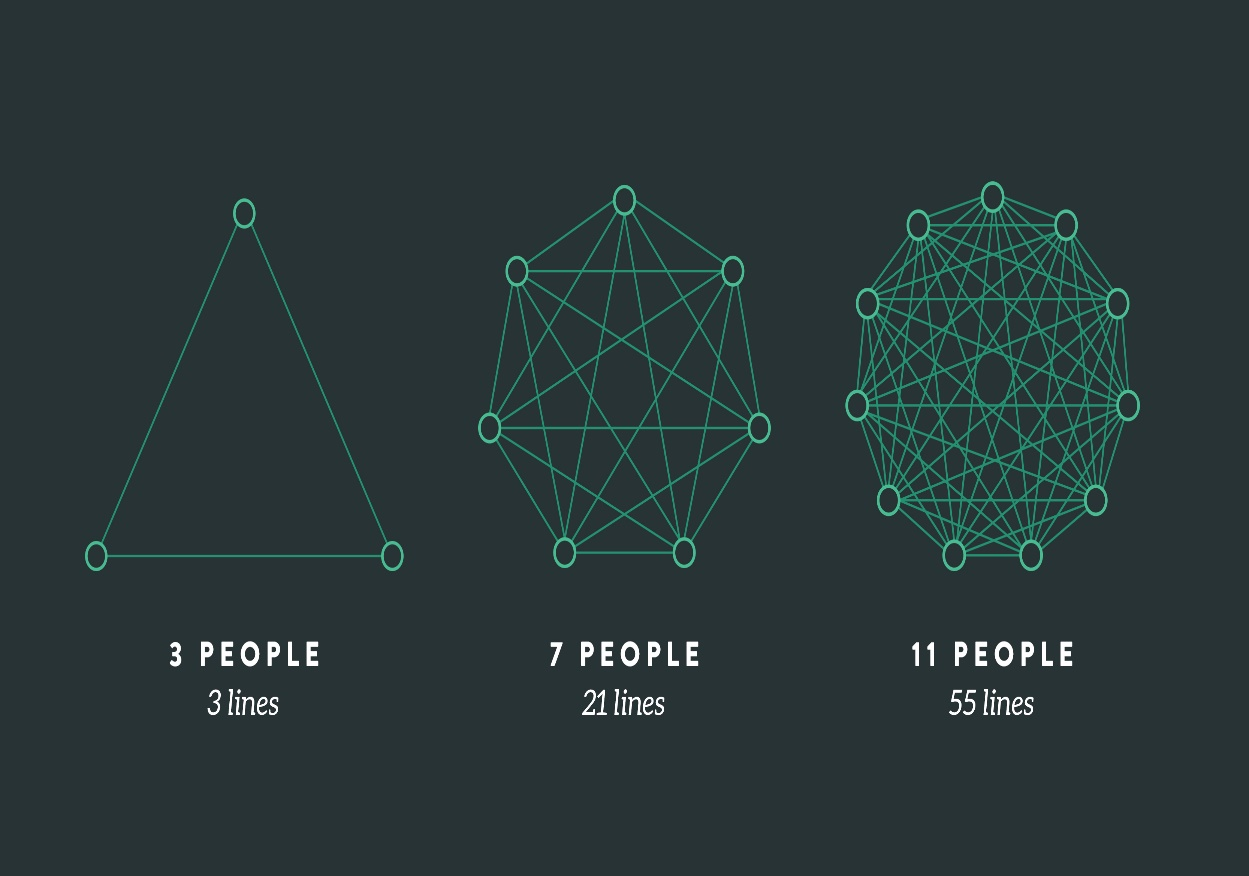 3 PEOPLE
3 lines
7 PEOPLE
21 lines
11 PEOPLE
55 lines